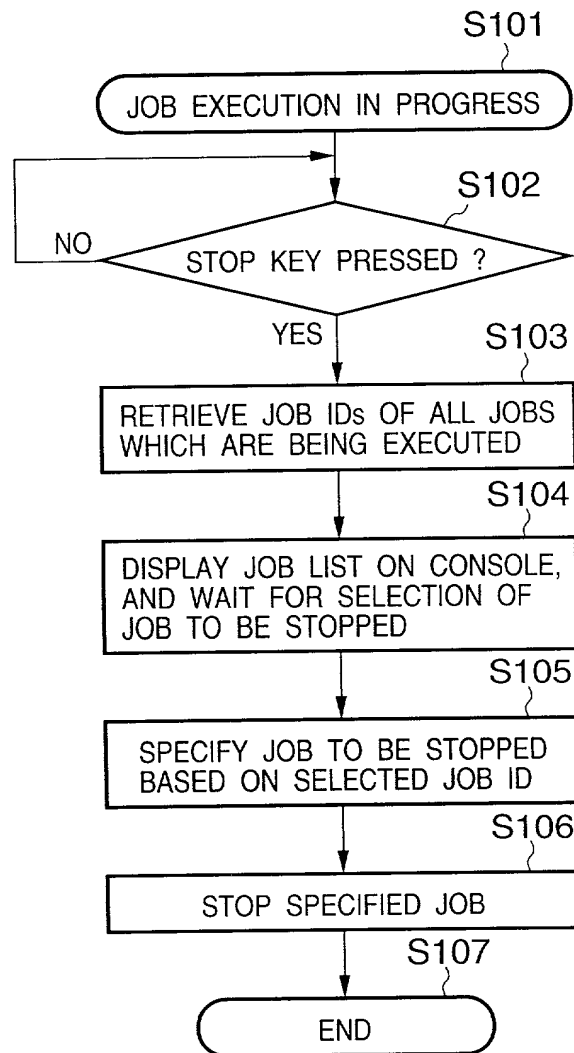 S101
JOB EXECUTION IN PROGRESS
S102
NO
STOP KEY PRESSED ?
YES
S103
RETRIEVE JOB IDs OF ALL JOBS
WHICH ARE BEING EXECUTED
S104
DISPLAY JOB LIST ON CONSOLE,
AND WAIT FOR SELECTION OF
JOB TO BE STOPPED
S105
SPECIFY JOB TO BE STOPPED
BASED ON SELECTED JOB ID
S106
STOP SPECIFIED JOB
S107
END